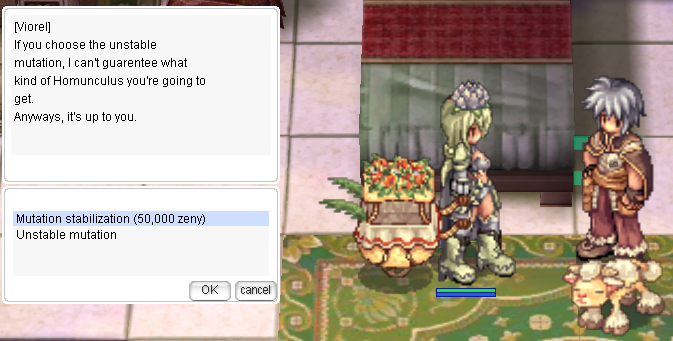 [Viorel]
If you choose the unstable
mutation, I can't guarentee what
kind of Homunculus you're going to
get.
Anyways, it's up to you.
Mutation stabilization (50,000 zeny)
Unstable mutation
OK cancel